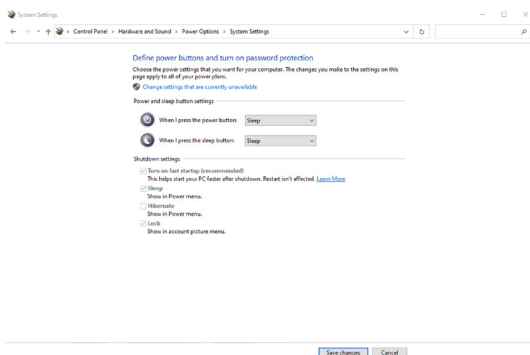 System Settings
Control Panel > Hardware and Sound > Power Options > System Settings
Define power buttons and turn on password protection
Choose the power settings that you want for your computer. The changes you make to the settings on this
page apply to all of your power plans.
Change settings that are currently unavailable
Power and sleep button settings
When I press the power button: Sleep
When I press the sleep button: Sleep
Shutdown settings
Turn on fast startup (recommended)
This helps start your PC faster after shutdown. Restart isn't affected. Learn More
Sleep
Show in Power menu.
Hibernate
Show in Power menu.
Lock
Show in account picture menu.
Save changes Cancel